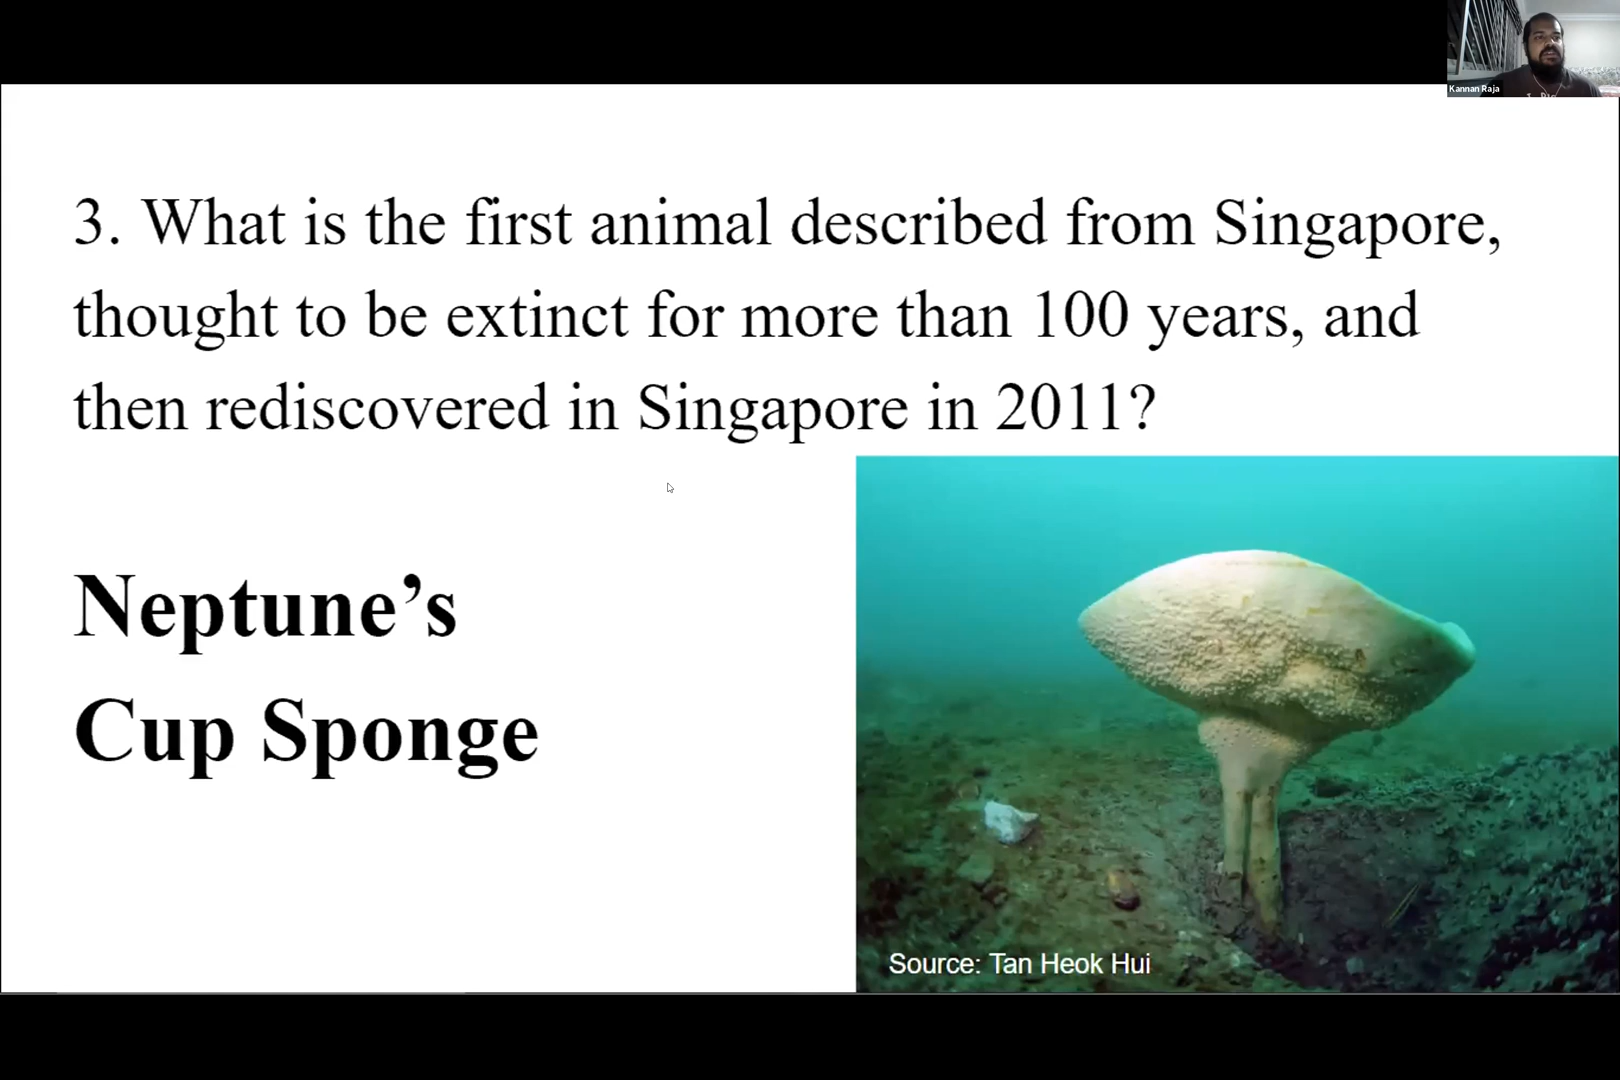 Kannan Raja
3. What is the first animal described from Singapore,
thought to be extinct for more than 100 years, and
then rediscovered in Singapore in 2011?
Neptune’s
Cup Sponge
Source: Tan Heok Hui